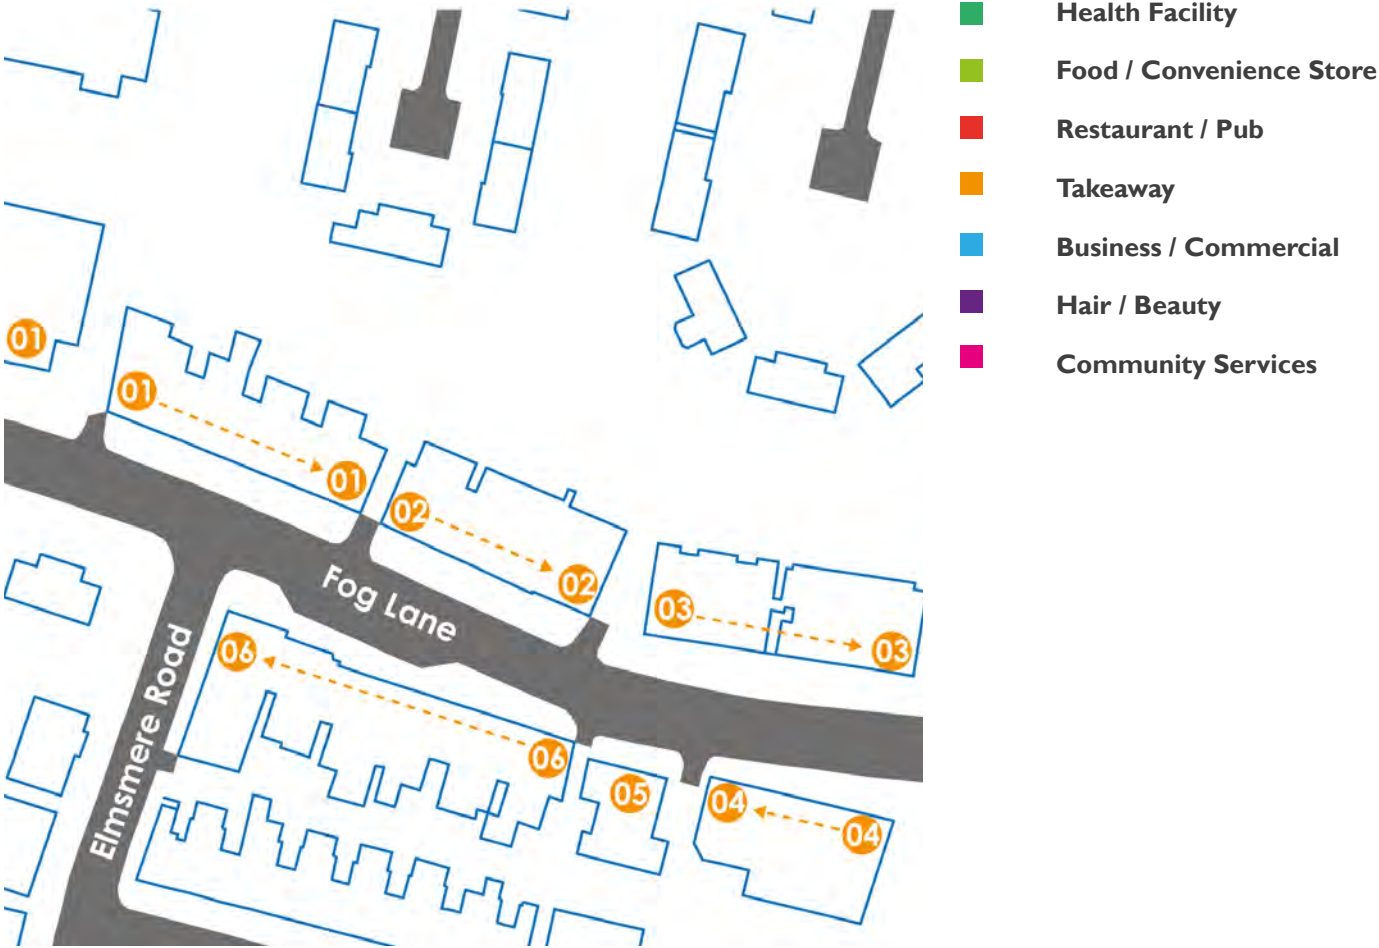 Health Facility
Food / Convenience Store
Restaurant / Pub
Takeaway
Business / Commercial
Hair / Beauty
Community Services
01
01
01
02
02
Fog Lane
03
03
06
06
Elmsmere Road
05
04
04